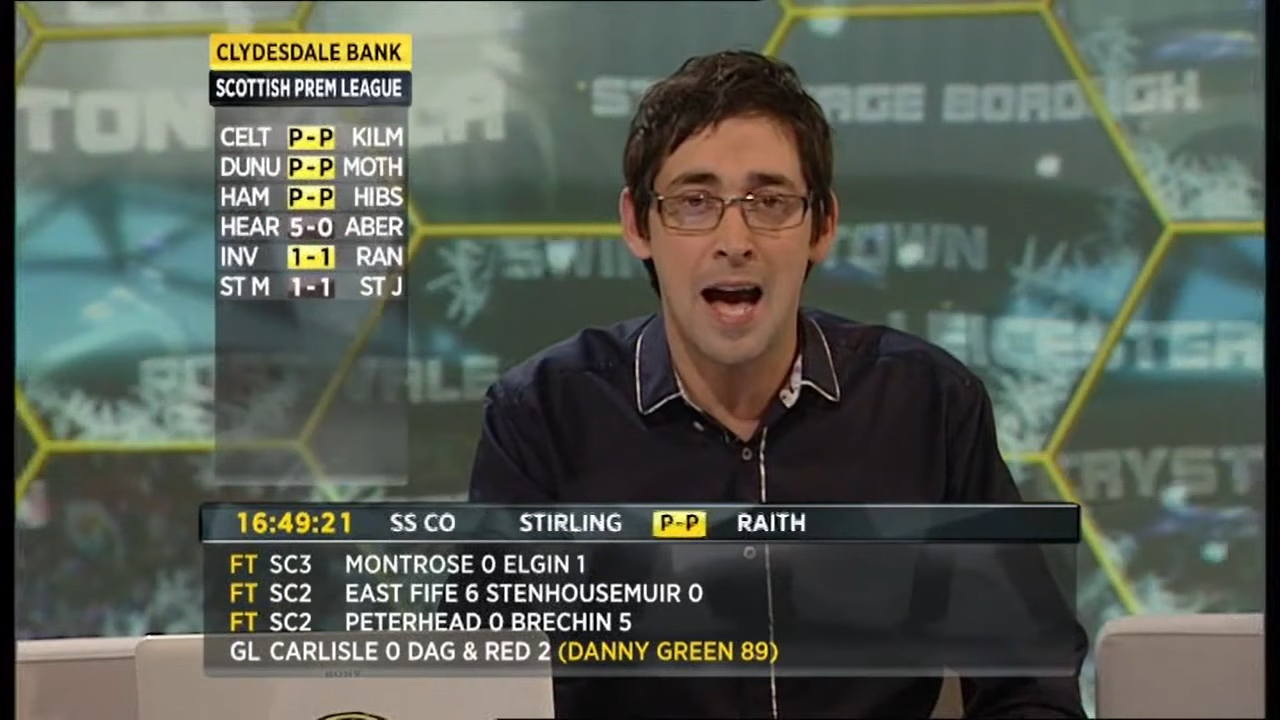 CLYDESDALE BANK
SCOTTISH PREM LEAGUE
CELT P-P KILM
DUNU P-P MOTH
HAM P-P HIBS
HEAR 5-0 ABER
INV 1-1 RAN
ST M 1-1 ST J
BOROUGH
TOWN
16:49:21 SS CO STIRLING P-P RAITH
FT SC3 MONTROSE 0 ELGIN 1
FT SC2 EAST FIFE 6 STENHOUSEMUIR 0
FT SC2 PETERHEAD 0 BRECHIN 5
GL CARLISLE 0 DAG & RED 2 (DANNY GREEN 89)
SONY